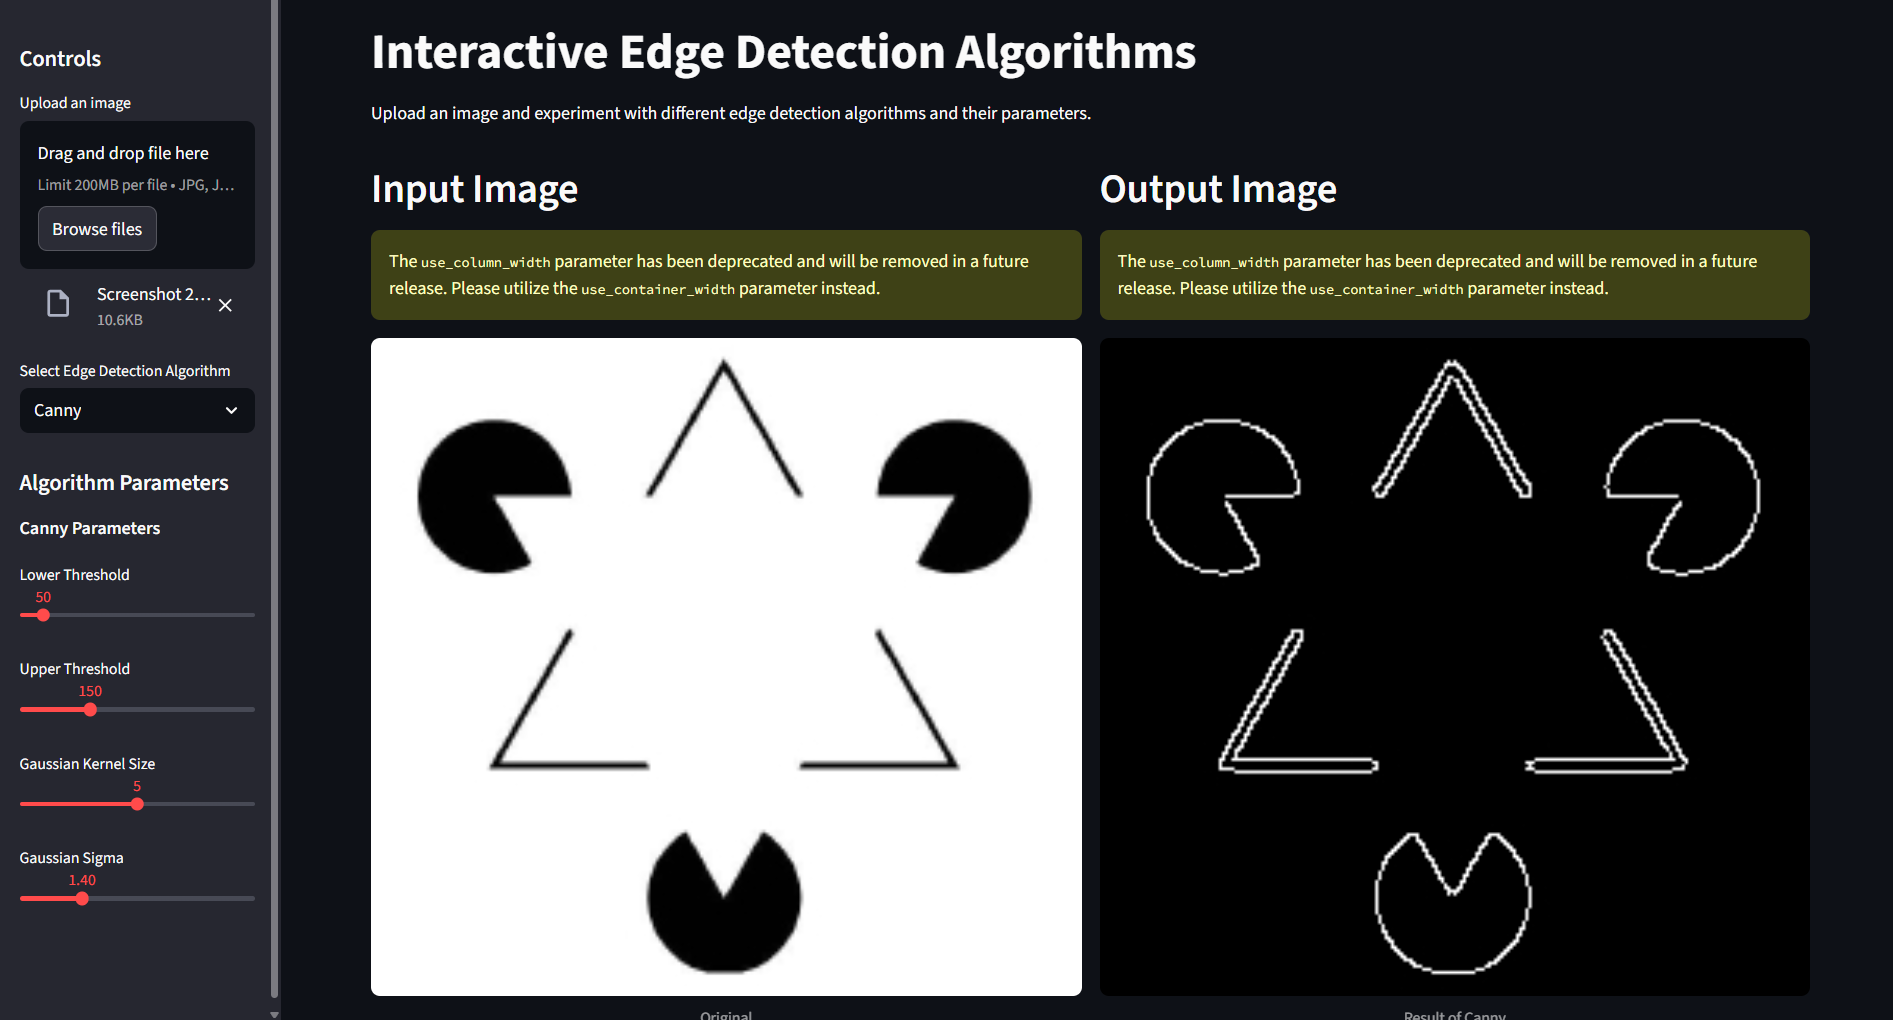 Controls
Upload an image
Drag and drop file here
Limit 200MB per file • JPG, J…
Browse files
Screenshot 2…
10.6KB
Select Edge Detection Algorithm
Canny
Algorithm Parameters
Canny Parameters
Lower Threshold
50
Upper Threshold
150
Gaussian Kernel Size
5
Gaussian Sigma
1.40
Interactive Edge Detection Algorithms
Upload an image and experiment with different edge detection algorithms and their parameters.
Input Image
The use_column_width parameter has been deprecated and will be removed in a future
release. Please utilize the use_container_width parameter instead.
Original
Output Image
The use_column_width parameter has been deprecated and will be removed in a future
release. Please utilize the use_container_width parameter instead.
Result of Canny